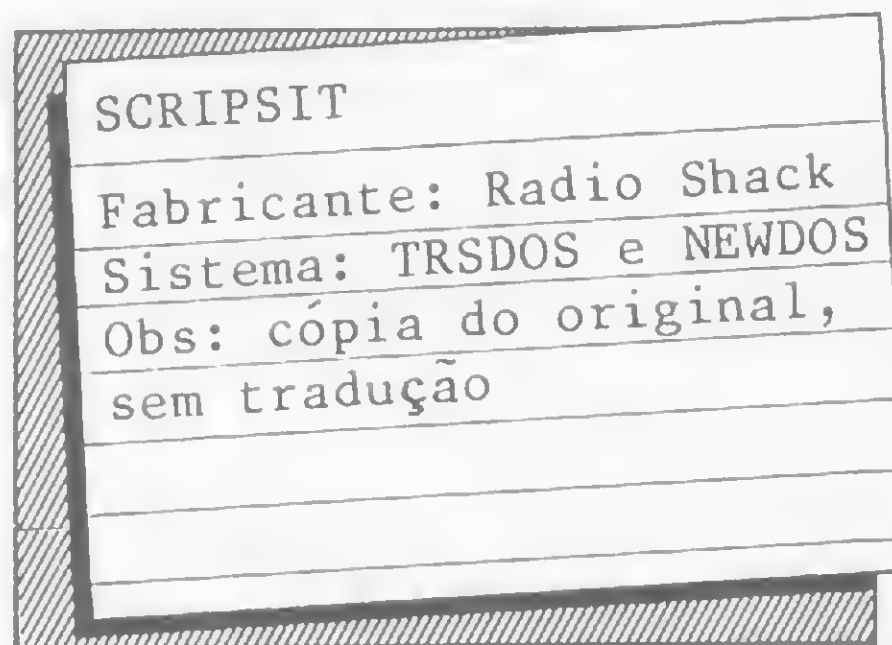 SCRIPSIT
Fabricante: Radio Shack
Sistema: TRSDOS e NEWDOS
Obs: cópia do original,
sem tradução